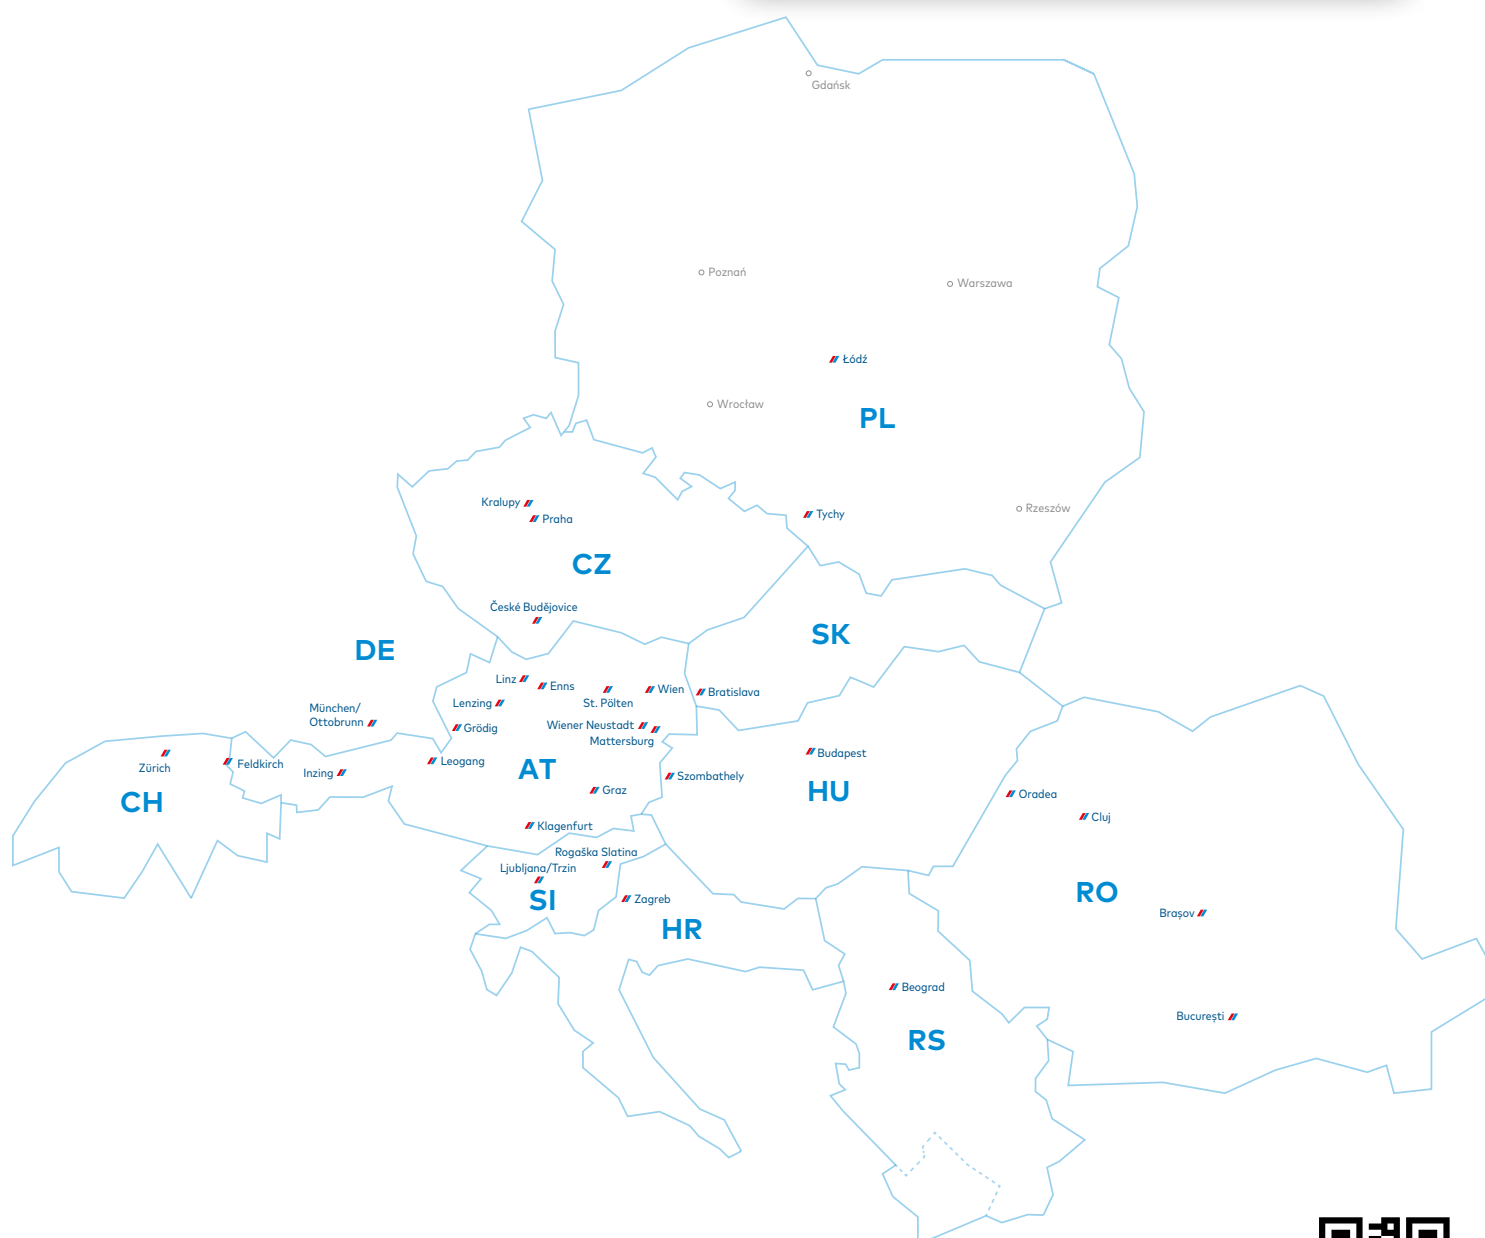 Gdańsk
Poznań
Warszawa
Łódź
Wrocław
PL
Kralupy
Praha
Tychy
Rzeszów
CZ
České Budějovice
SK
DE
Linz
Enns
St. Pölten
Wien
Bratislava
Lenzing
München/
Ottobrunn
Grödig
Wiener Neustadt
Mattersburg
Zürich
Feldkirch
Inzing
Leogang
AT
Budapest
Szombathely
HU
CH
Graz
Oradea
Cluj
Klagenfurt
Rogaška Slatina
Ljubljana/Trzin
SI
Zagreb
HR
RO
Brașov
Beograd
București
RS